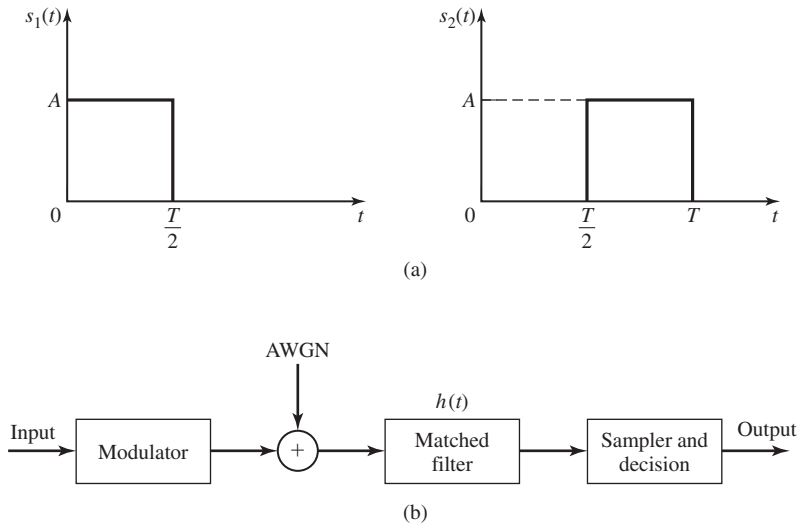 s₁(t)
s₂(t)
A
A
0
T/2
t
0
T/2
T
t
(a)
AWGN
h(t)
Input
Modulator
+
Matched
filter
Sampler and
decision
Output
(b)